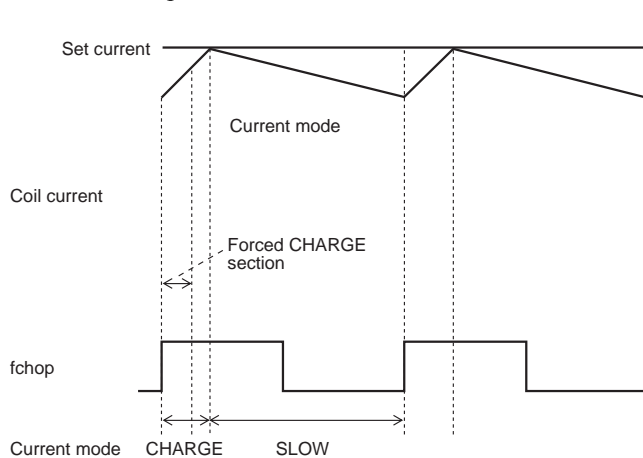 Set current
Current mode
Coil current
Forced CHARGE
section
fchop
Current mode CHARGE SLOW